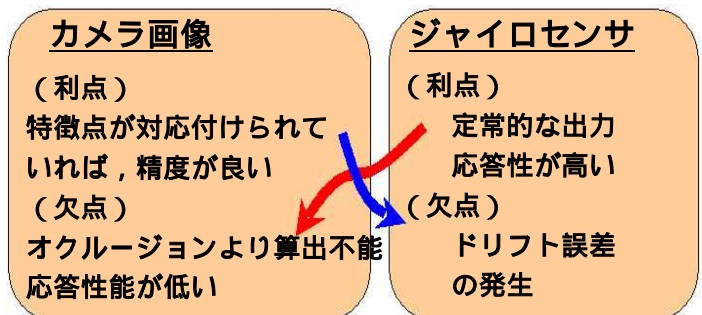 カメラ画像
（利点）
特徴点が対応付けられて
いれば，精度が良い
（欠点）
オクルージョンより算出不能
応答性能が低い
ジャイロセンサ
（利点）
定常的な出力
応答性が高い
（欠点）
ドリフト誤差
の発生